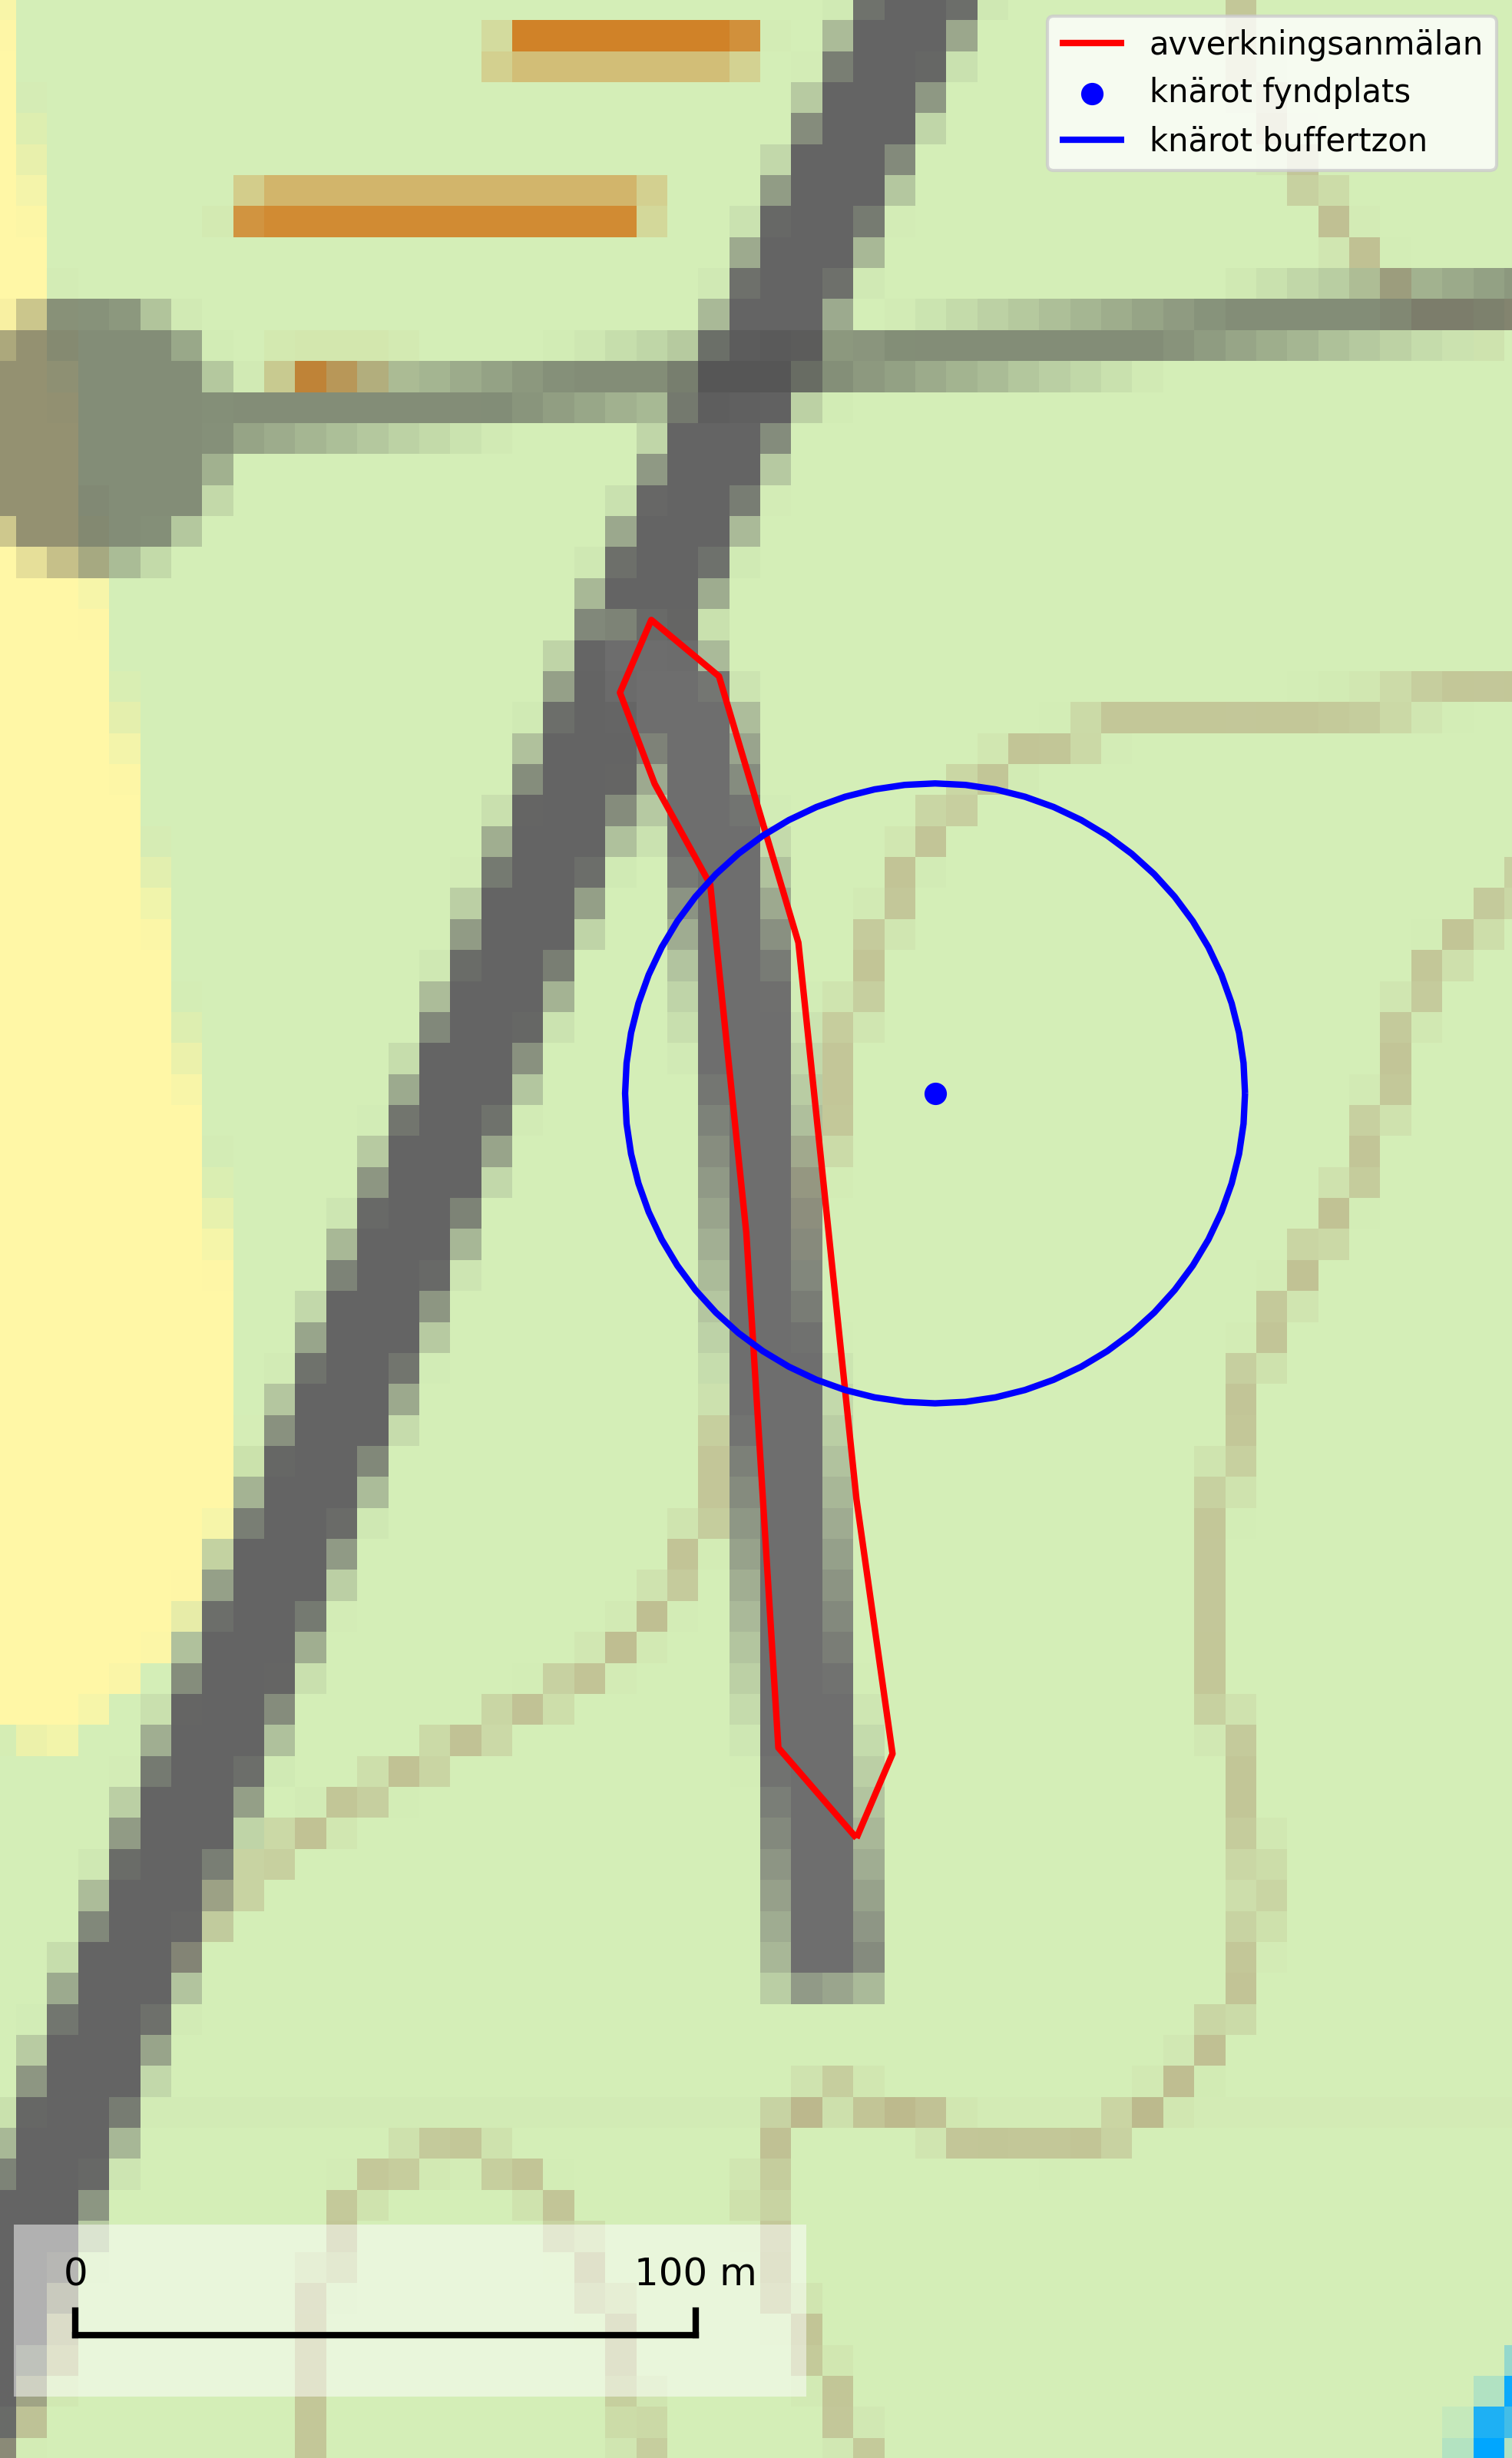 avverkningsanmälan
knärot fyndplats
knärot buffertzon
0 100 m